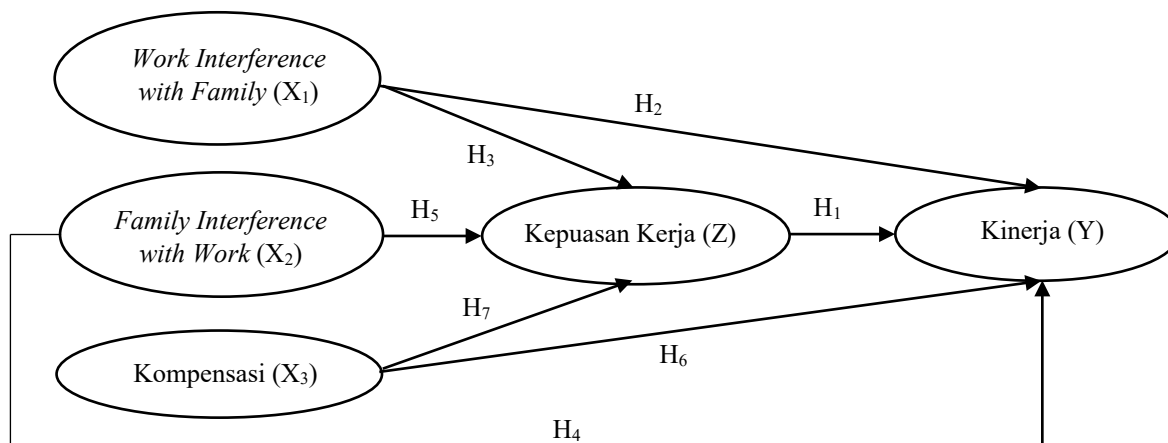 Work Interference
with Family (X₁)
H₂
H₃
Family Interference
with Work (X₂)
H₅
Kepuasan Kerja (Z)
H₁
Kinerja (Y)
H₇
H₆
Kompensasi (X₃)
H₄